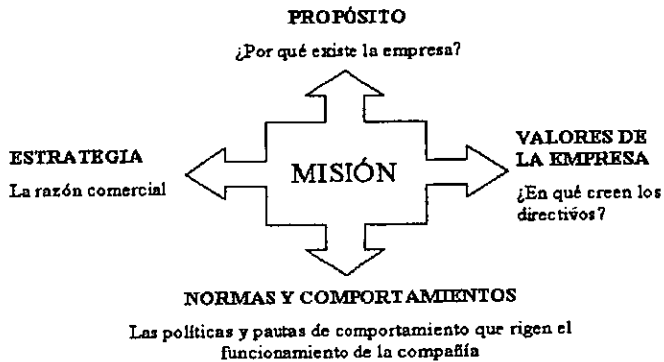 PROPÓSITO
¿Por qué existe la empresa?
ESTRATEGIA
La razón comercial
MISIÓN
VALORES DE
LA EMPRESA
¿En qué creen los
directivos?
NORMAS Y COMPORTAMIENTOS
Las políticas y pautas de comportamiento que rigen el
funcionamiento de la compañía